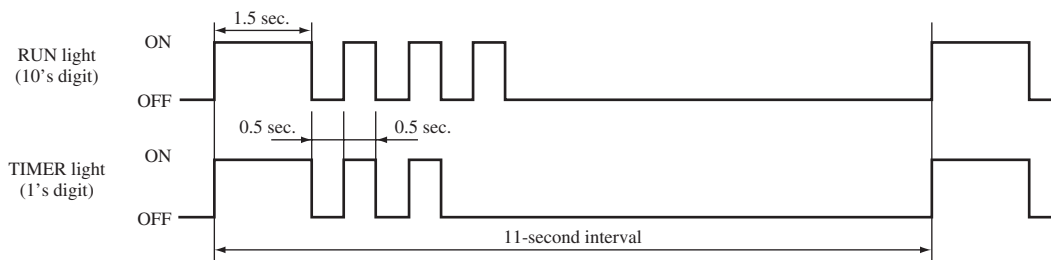 1.5 sec.
RUN light
(10's digit)
ON
OFF
0.5 sec.
0.5 sec.
TIMER light
(1's digit)
ON
OFF
11-second interval